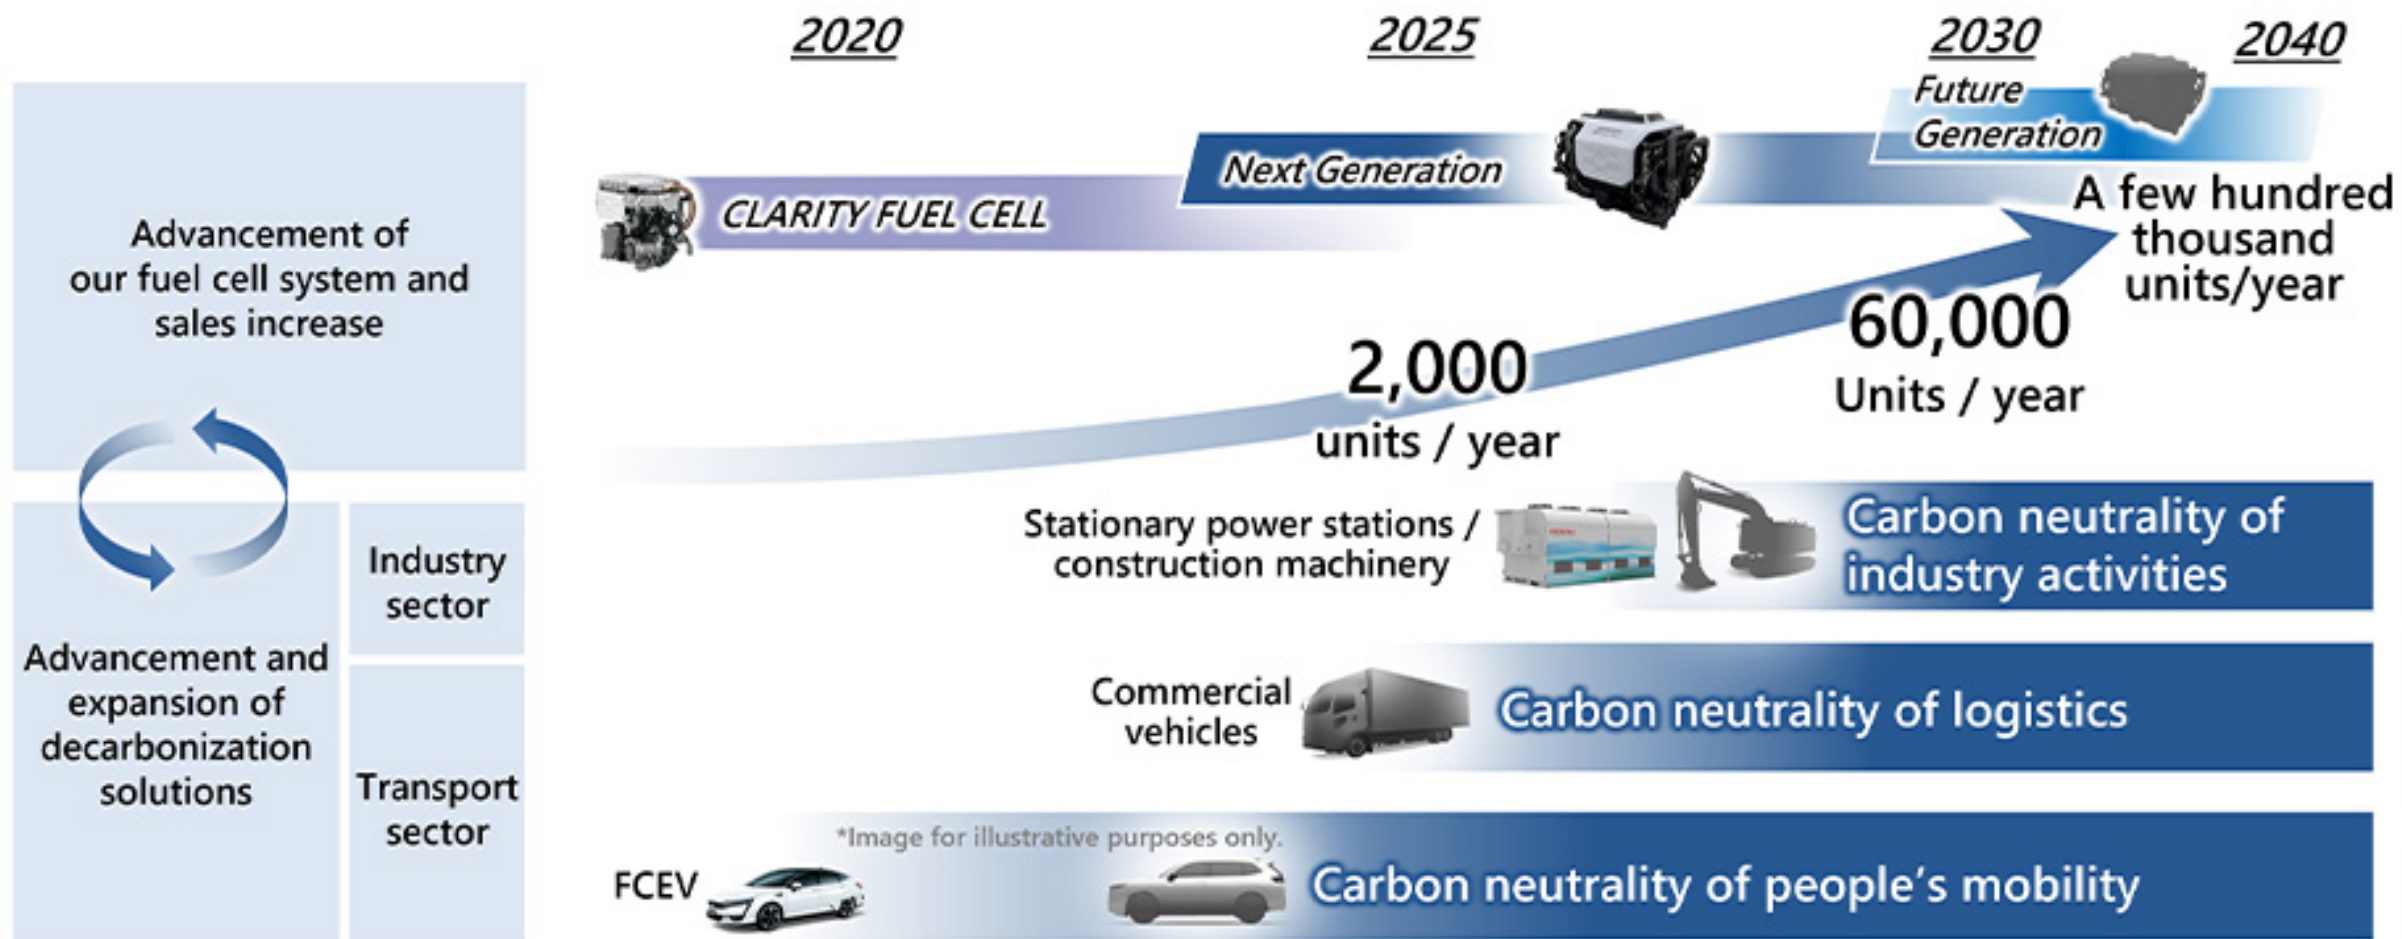 2020
2025
2030
2040
Future
Generation
Next Generation
CLARITY FUEL CELL
A few hundred
thousand
units/year
60,000
Units / year
2,000
units / year
Advancement of
our fuel cell system and
sales increase
Advancement and
expansion of
decarbonization
solutions
Industry
sector
Transport
sector
Stationary power stations /
construction machinery
Carbon neutrality of
industry activities
Commercial
vehicles
Carbon neutrality of logistics
*Image for illustrative purposes only.
FCEV
Carbon neutrality of people's mobility